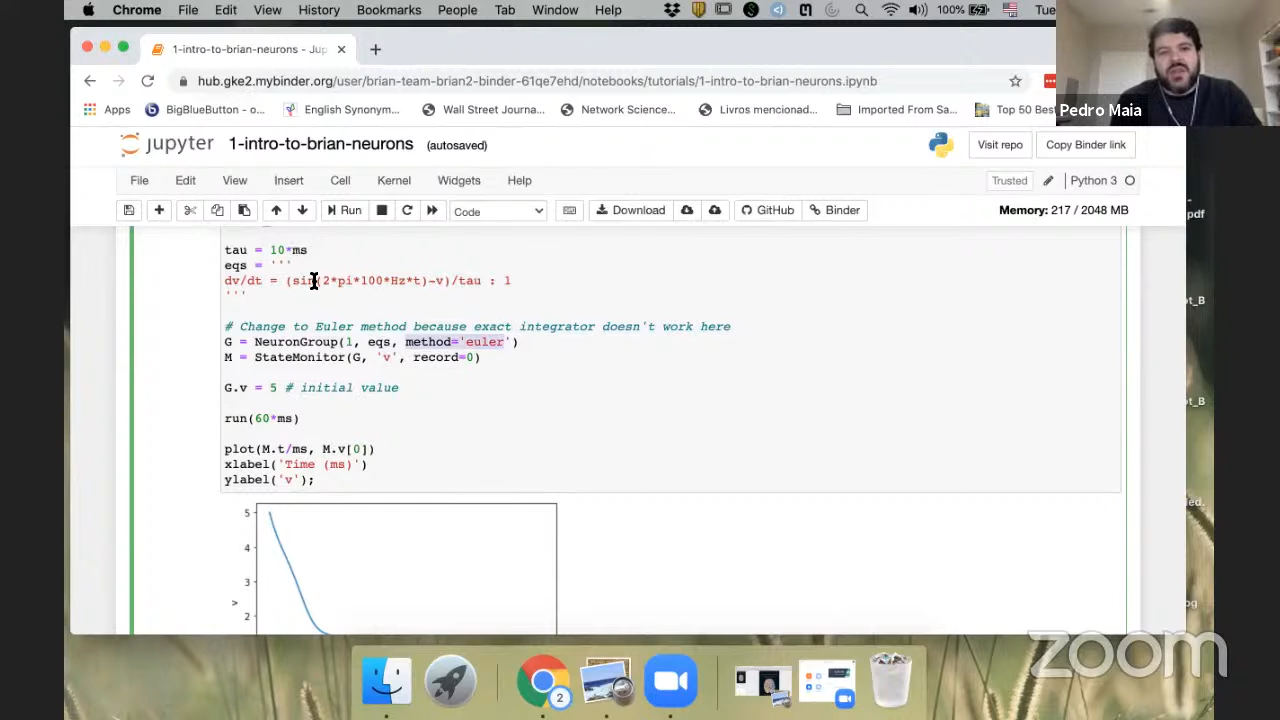 Chrome File Edit View History Bookmarks People Tab Window Help 100% Tue
1-intro-to-brian-neurons - Jup
hub.gke2.mybinder.org/user/brian-team-brian2-binder-61qe7ehd/notebooks/tutorials/1-intro-to-brian-neurons.ipynb
Apps BigBlueButton - o... English Synonym... Wall Street Journa... Network Science... Livros mencionad... Imported From Sa... Top 50 Best
Pedro Maia
jupyter 1-intro-to-brian-neurons (autosaved) Visit repo Copy Binder link
File Edit View Insert Cell Kernel Widgets Help Trusted Python 3
Run Code Download GitHub Binder Memory: 217 / 2048 MB
pdf
tau = 10*ms
eqs = '''
dv/dt = (sin(2*pi*100*Hz*t)-v)/tau : 1
'''
ot_B
# Change to Euler method because exact integrator doesn't work here
G = NeuronGroup(1, eqs, method='euler')
M = StateMonitor(G, 'v', record=0)
G.v = 5 # initial value
ot_B
run(60*ms)
plot(M.t/ms, M.v[0])
xlabel('Time (ms)')
ylabel('v');
ded.
5
4
3
2
v
og
zoom
2